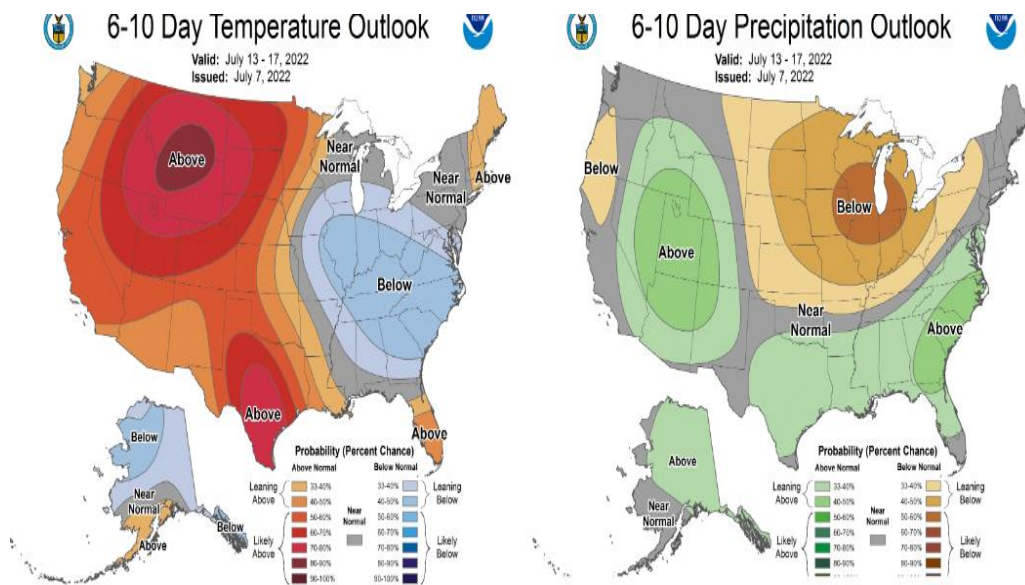 6-10 Day Temperature Outlook
Valid: July 13 - 17, 2022
Issued: July 7, 2022
Above
Near
Normal
Near
Normal
Above
Below
Above
Above
Below
Near
Normal
Above
Below
Probability (Percent Chance)
Above Normal
Below Normal
Leaning
Above
33-40%
40-50%
Likely
Above
50-60%
60-70%
70-80%
80-90%
90-100%
Near
Normal
33-40%
40-50%
Leaning
Below
50-60%
60-70%
70-80%
80-90%
90-100%
Likely
Below
6-10 Day Precipitation Outlook
Valid: July 13 - 17, 2022
Issued: July 7, 2022
Below
Above
Below
Near
Normal
Above
Above
Near
Normal
Probability (Percent Chance)
Above Normal
Below Normal
Leaning
Above
33-40%
40-50%
Likely
Above
50-60%
60-70%
70-80%
80-90%
Near
Normal
33-40%
40-50%
Leaning
Below
50-60%
60-70%
70-80%
80-90%
Likely
Below